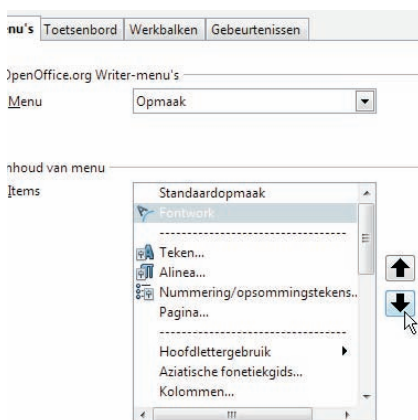 nu's Toetsenbord Werkbalken Gebeurtenissen
OpenOffice.org Writer-menu's
Menu Opmaak
nhoud van menu
Items
Standaardopmaak
Fontwork
Teken...
Alinea...
Nummering/opsommingstekens..
Pagina...
Hoofdlettergebruik
Aziatische fonetiekgids...
Kolommen...